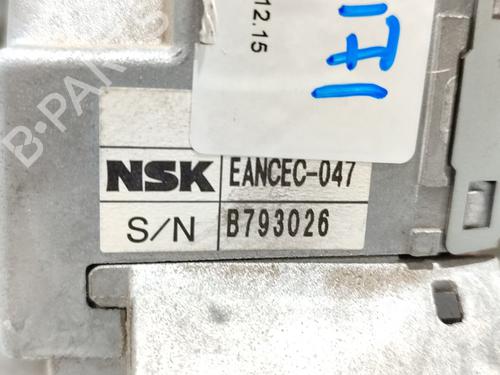 12.15
B-PARTS
NSK EANCEC-047
S/N B793026